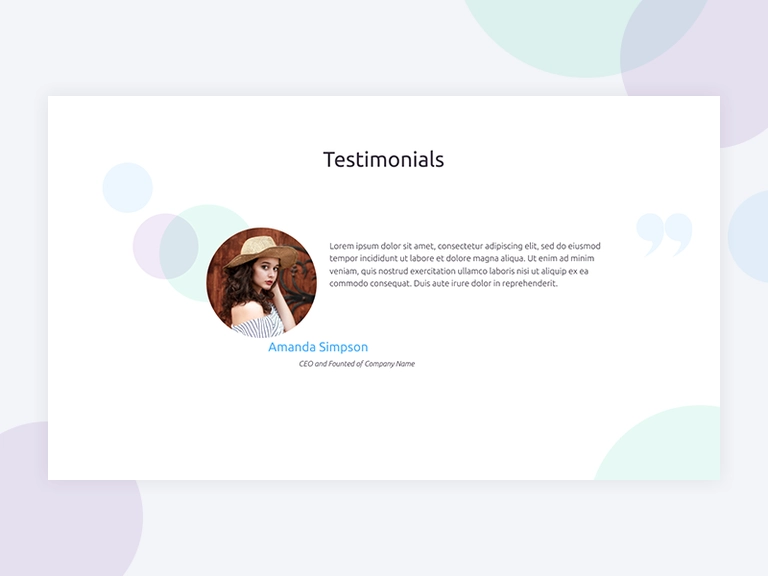 Testimonials
Lorem ipsum dolor sit amet, consectetur adipiscing elit, sed do eiusmod
tempor incididunt ut labore et dolore magna aliqua. Ut enim ad minim
veniam, quis nostrud exercitation ullamco laboris nisi ut aliquip ex ea
commodo consequat. Duis aute irure dolor in reprehenderit.
Amanda Simpson
CEO and Founted of Company Name